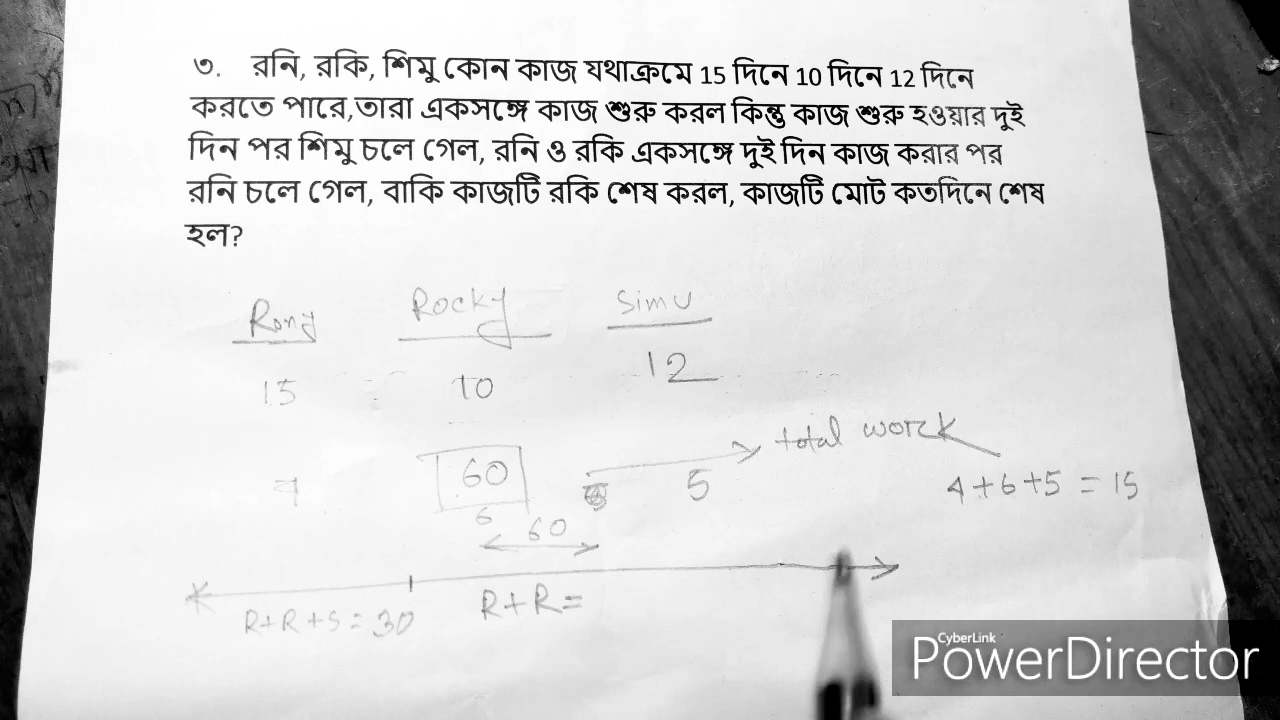 ৩. রনি, রকি, শিমু কোন কাজ যথাক্রমে 15 দিনে 10 দিনে 12 দিনে
করতে পারে,তারা একসঙ্গে কাজ শুরু করল কিন্তু কাজ শুরু হওয়ার দুই
দিন পর শিমু চলে গেল, রনি ও রকি একসঙ্গে দুই দিন কাজ করার পর
রনি চলে গেল, বাকি কাজটি রকি শেষ করল, কাজটি মোট কতদিনে শেষ
হল?
Rony Rocky Simu
15 10 12
total work
4 60 5 4+6+5 = 15
6
60
R+R+S = 30 R+R=
CyberLink
PowerDirector